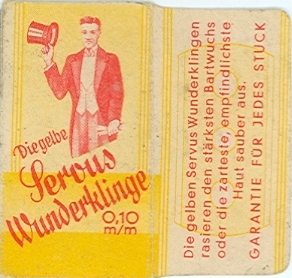 Die gelbe
Servus
Wunderklinge
0.10
m/m
Die gelben Servus Wunderklingen
rasieren den stärksten Bartwuchs
oder die zarteste, empfindlichste
Haut sauber aus.
GARANTIE FÜR JEDES STÜCK